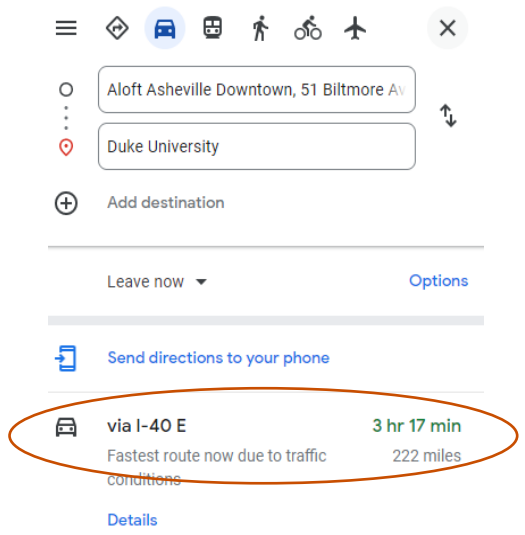 Aloft Asheville Downtown, 51 Biltmore Av
Duke University
Add destination
Leave now
Options
Send directions to your phone
via I-40 E
3 hr 17 min
Fastest route now due to traffic
222 miles
conditions
Details